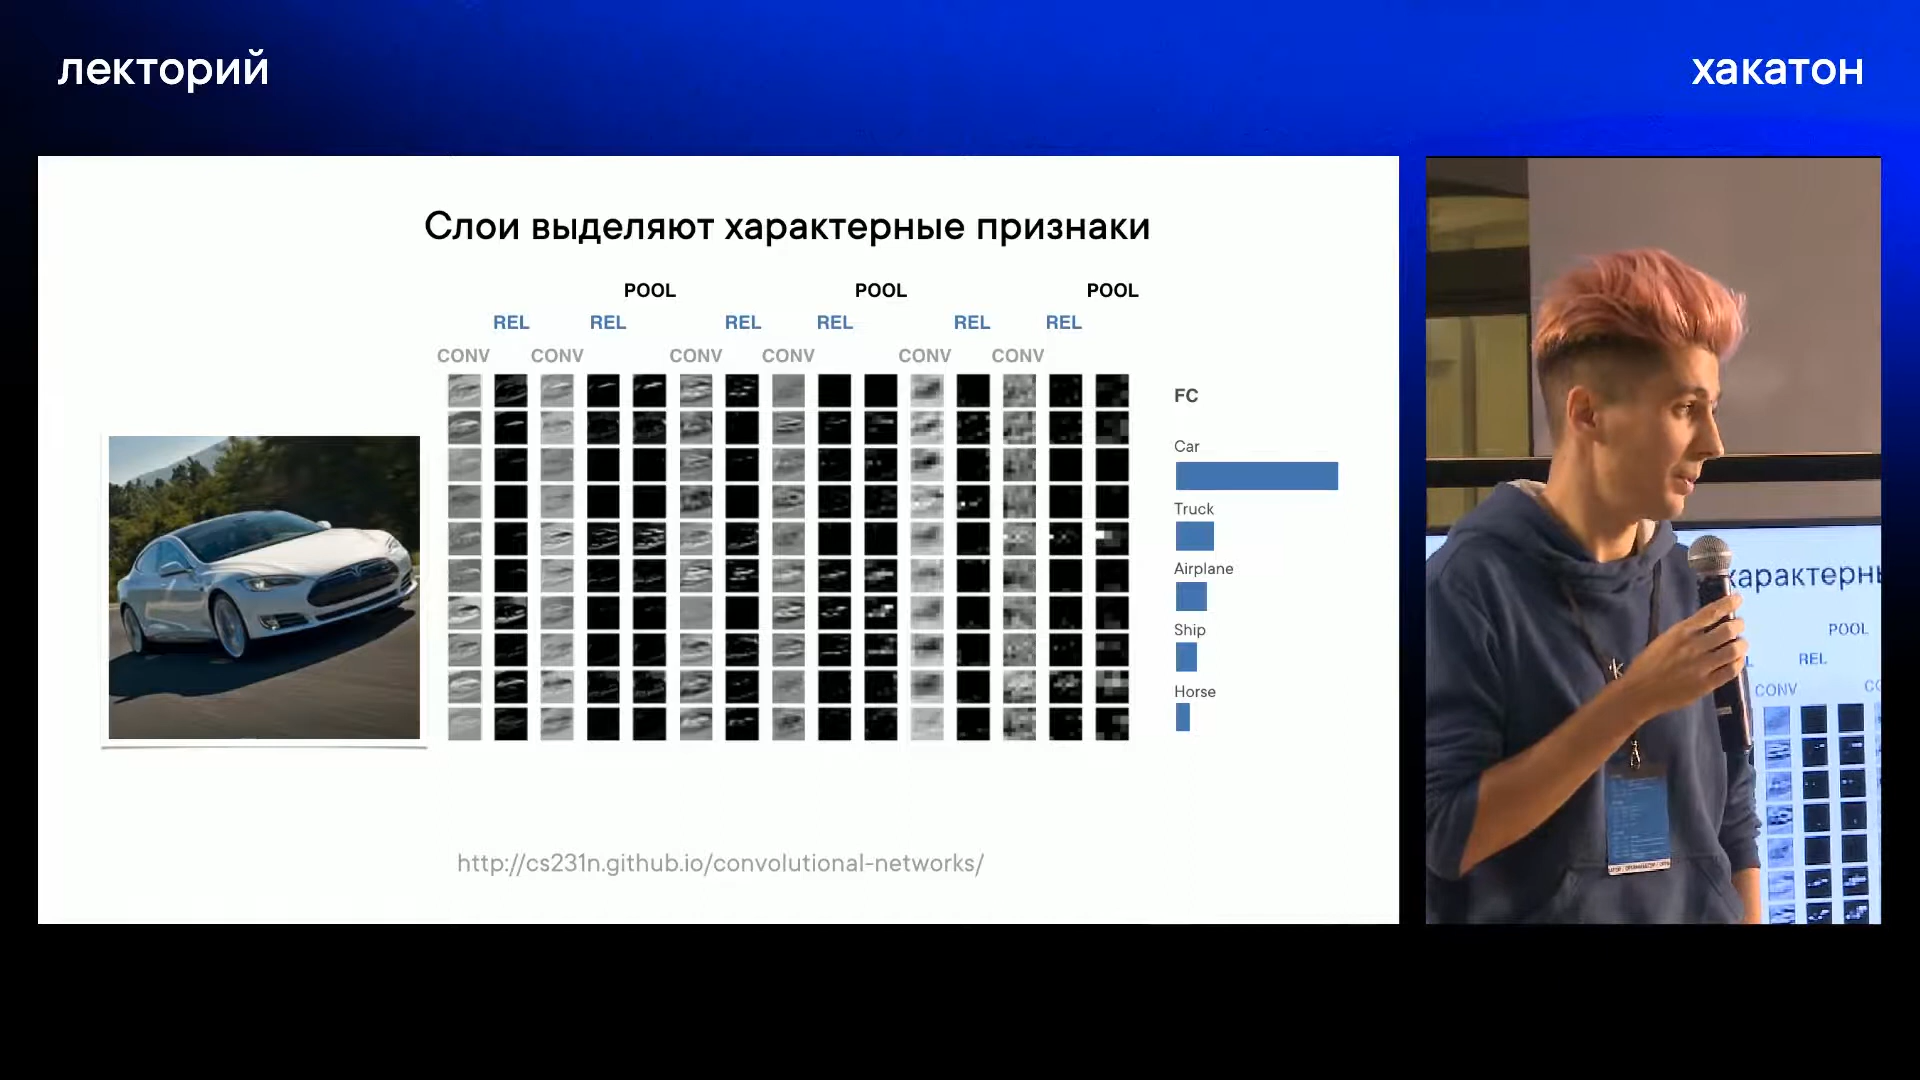 лекторий
хакатон
Слои выделяют характерные признаки
POOL POOL POOL
REL REL REL REL REL REL
CONV CONV CONV CONV CONV CONV
FC
Car
Truck
Airplane
Ship
Horse
http://cs231n.github.io/convolutional-networks/
POOL
REL
CONV